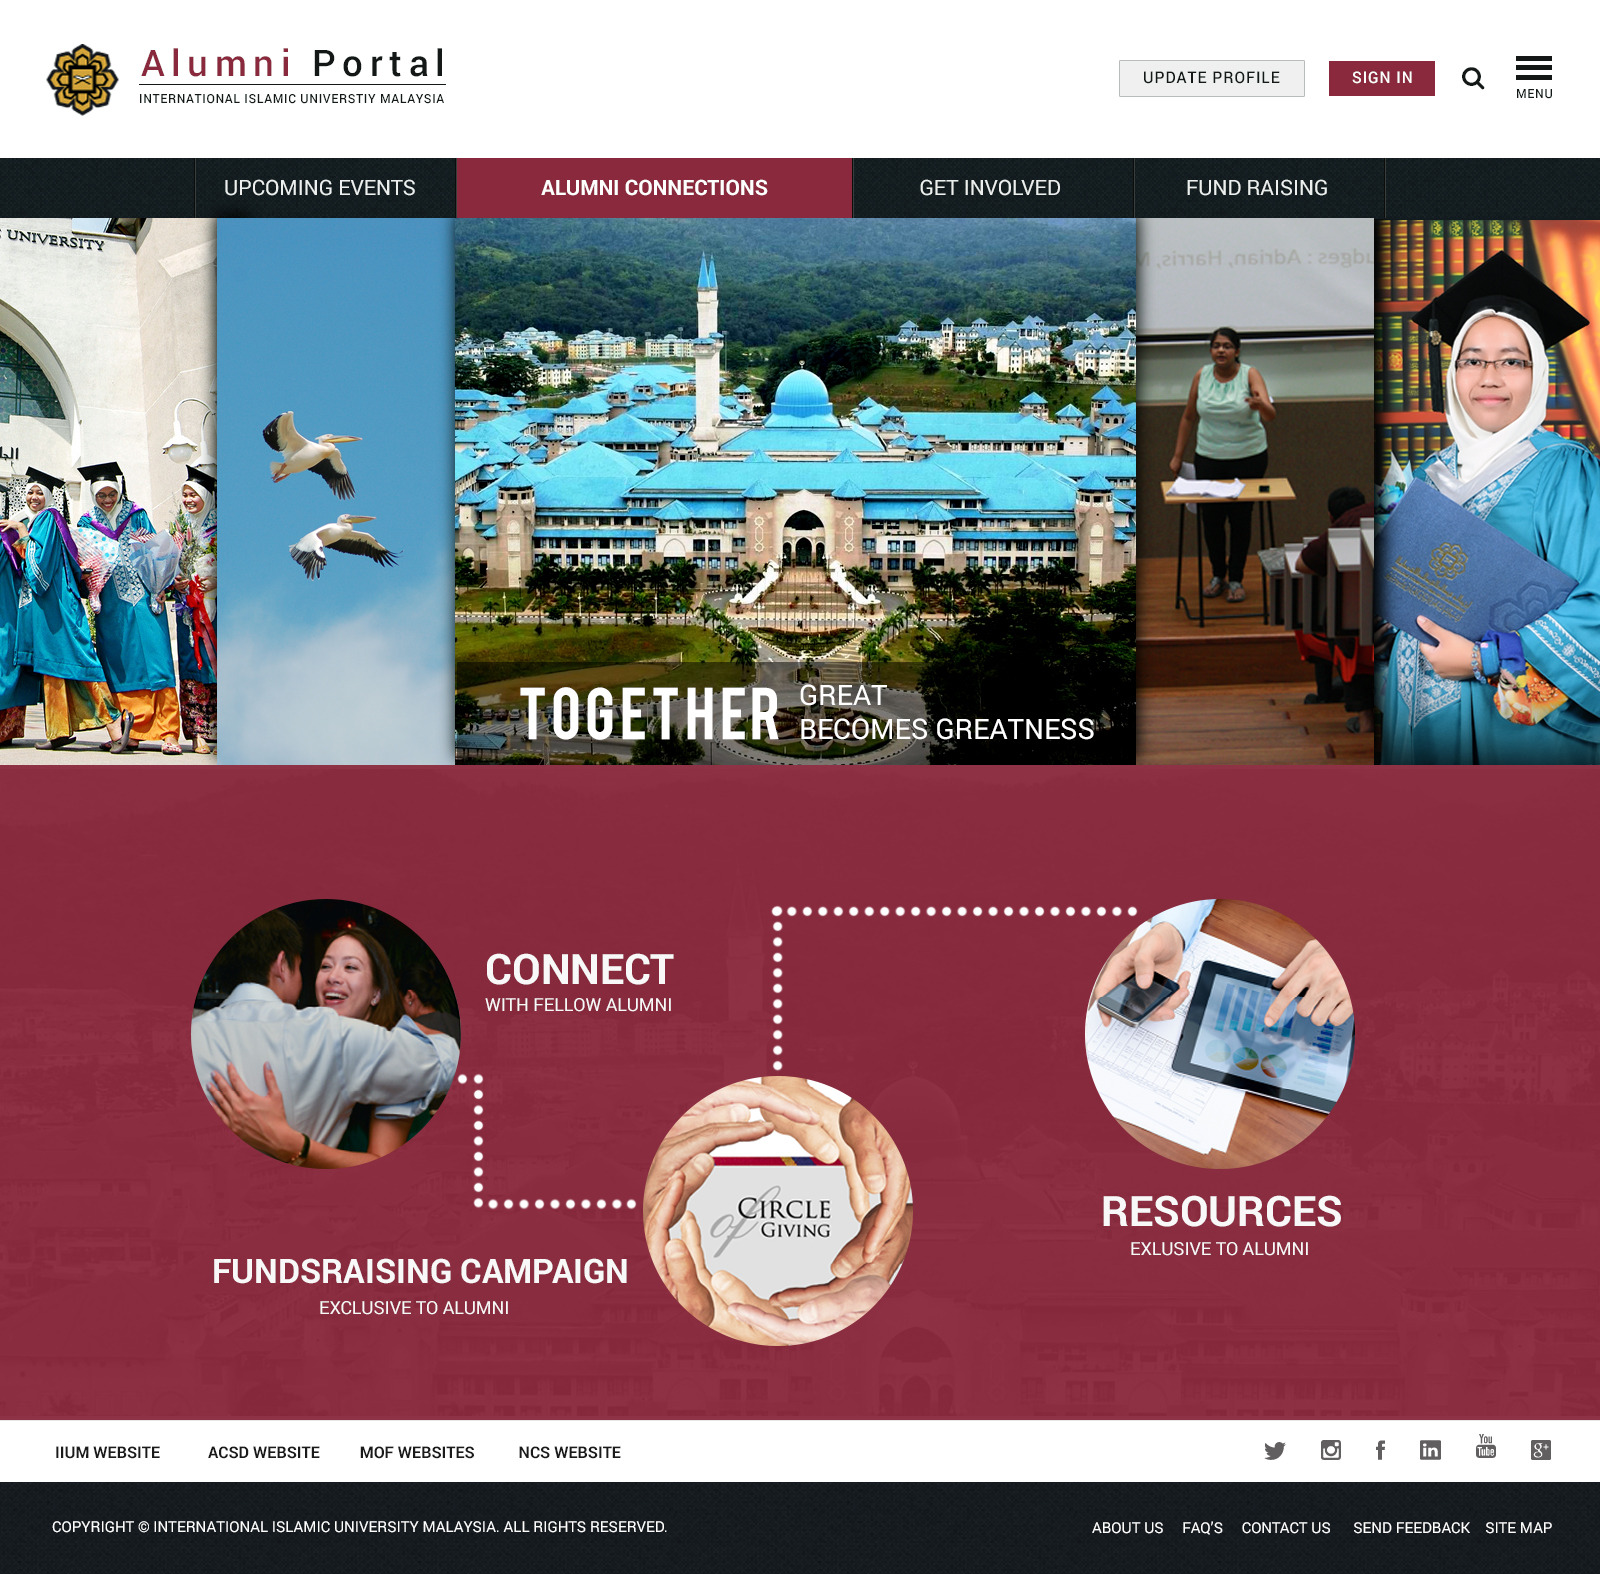 Alumni Portal
INTERNATIONAL ISLAMIC UNIVERSTIY MALAYSIA
UPDATE PROFILE
SIGN IN
MENU
UPCOMING EVENTS
ALUMNI CONNECTIONS
GET INVOLVED
FUND RAISING
UNIVERSITY
Adrian, Harris,
TOGETHER
GREAT
BECOMES GREATNESS
CONNECT
WITH FELLOW ALUMNI
CIRCLE
of GIVING
RESOURCES
EXLUSIVE TO ALUMNI
FUNDSRAISING CAMPAIGN
EXCLUSIVE TO ALUMNI
IIUM WEBSITE
ACSD WEBSITE
MOF WEBSITES
NCS WEBSITE
You
Tube
COPYRIGHT © INTERNATIONAL ISLAMIC UNIVERSITY MALAYSIA. ALL RIGHTS RESERVED.
ABOUT US
FAQ'S
CONTACT US
SEND FEEDBACK
SITE MAP